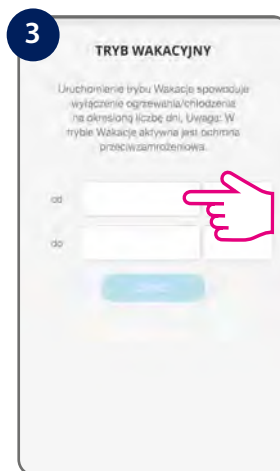 3
TRYB WAKACYJNY
Uruchomienie trybu Wakacje spowoduje
wyłączenie ogrzewania/chłodzenia
na określoną liczbę dni. Uwaga: W
trybie Wakacje aktywna jest ochrona
przeciwzamrożeniowa.
od
do